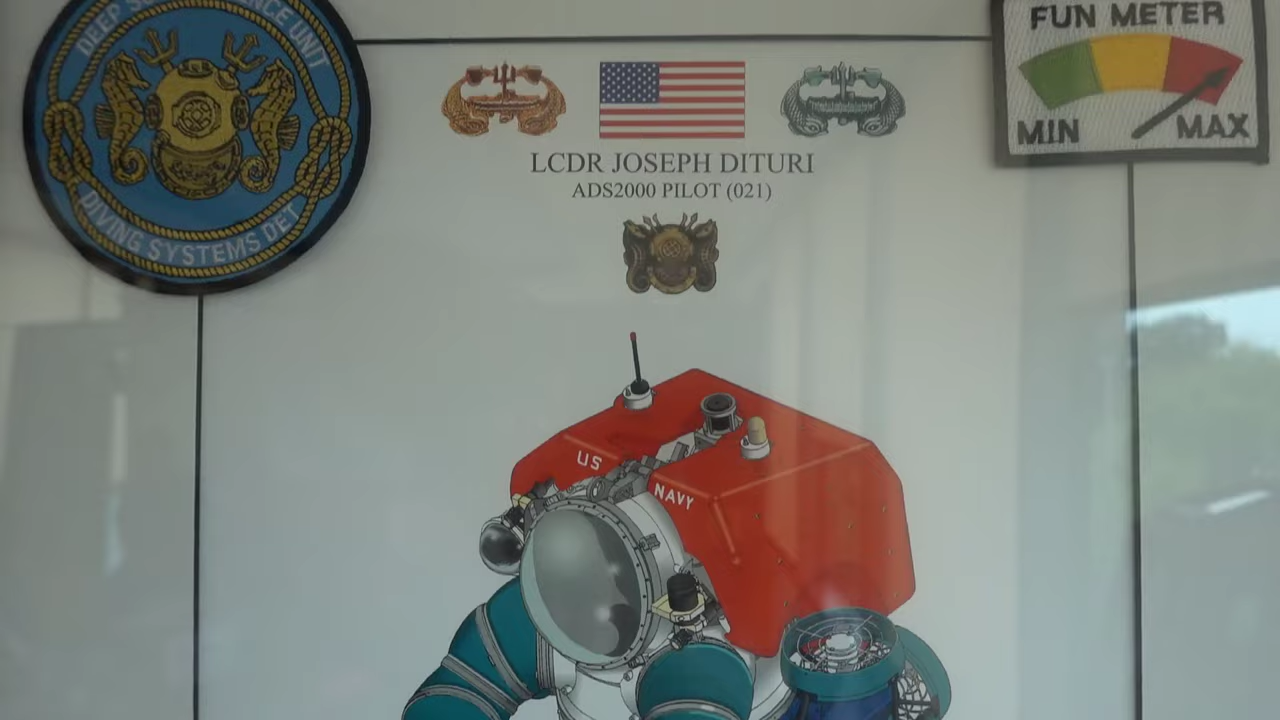 DEEP SUBMERGENCE UNIT
DIVING SYSTEMS DET
FUN METER
MIN MAX
LCDR JOSEPH DITURI
ADS2000 PILOT (021)
US NAVY